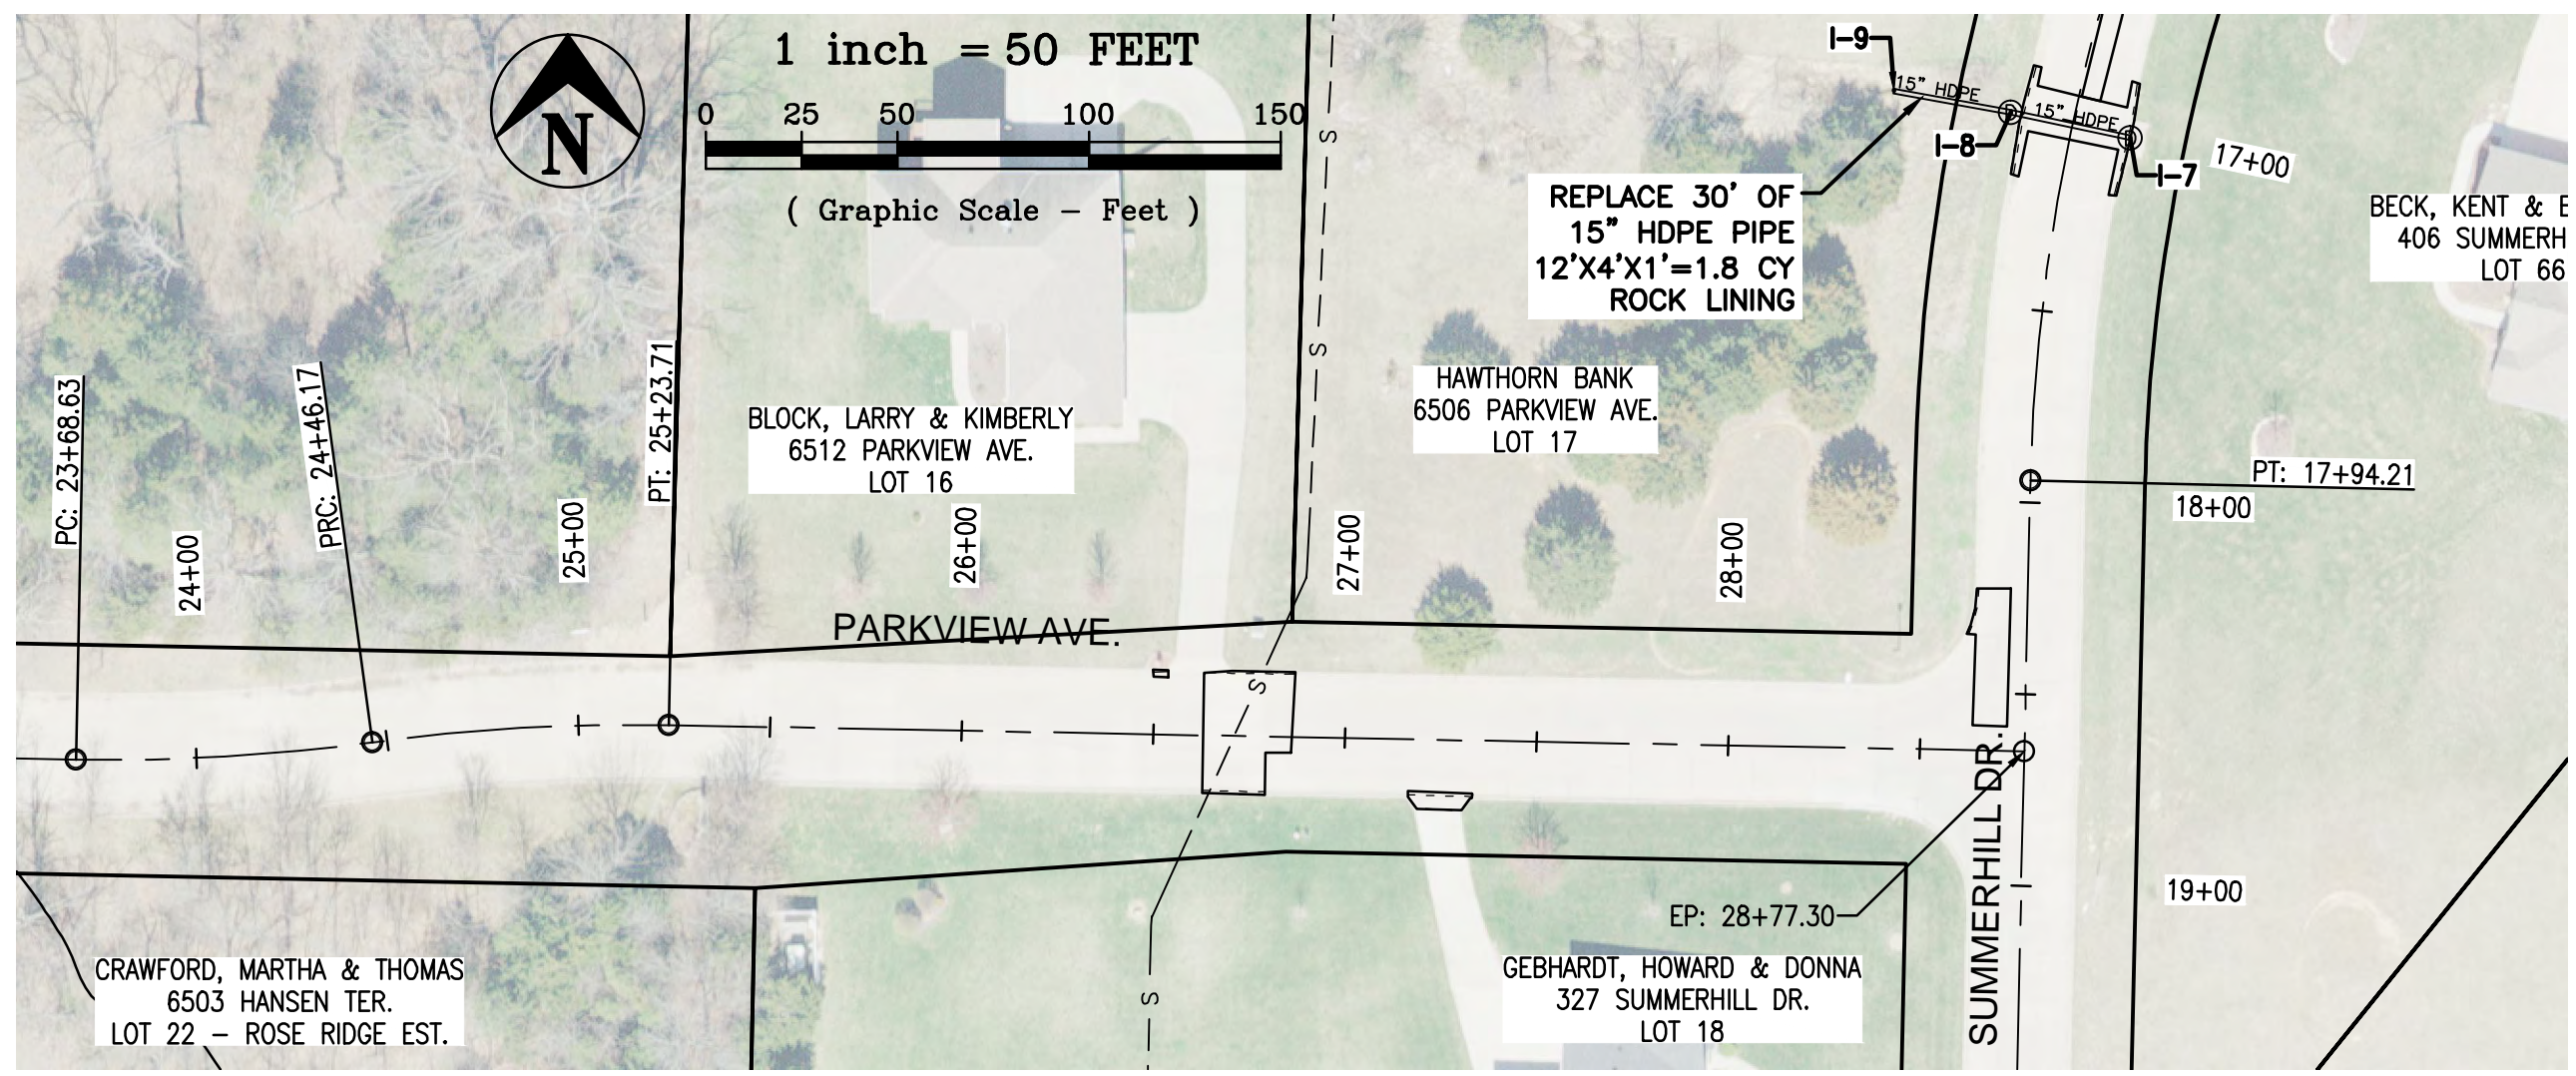 1 inch = 50 FEET
0 25 50 100 150
( Graphic Scale – Feet )
N
I-9
15" HDPE
15" HDPE
I-8
I-7
17+00
REPLACE 30' OF
15" HDPE PIPE
12'X4'X1'=1.8 CY
ROCK LINING
BECK, KENT &
406 SUMMERH
LOT 66
S
S
HAWTHORN BANK
6506 PARKVIEW AVE.
LOT 17
BLOCK, LARRY & KIMBERLY
6512 PARKVIEW AVE.
LOT 16
PC: 23+68.63
PRC: 24+46.17
PT: 25+23.71
PT: 17+94.21
18+00
24+00
25+00
26+00
27+00
28+00
PARKVIEW AVE.
S
SUMMERHILL DR.
19+00
EP: 28+77.30
CRAWFORD, MARTHA & THOMAS
6503 HANSEN TER.
LOT 22 – ROSE RIDGE EST.
S
GEBHARDT, HOWARD & DONNA
327 SUMMERHILL DR.
LOT 18